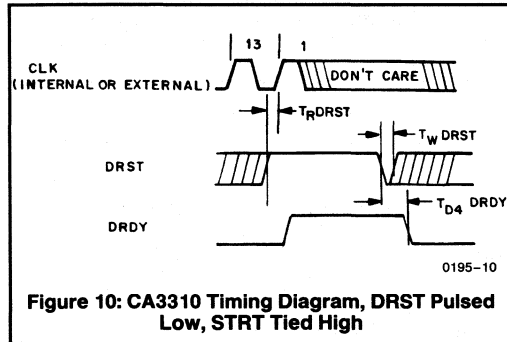 13 1
CLK
(INTERNAL OR EXTERNAL)
DON'T CARE
TRDRST
TW DRST
DRST
TD4 DRDY
DRDY
0195-10
Figure 10: CA3310 Timing Diagram, DRST Pulsed
Low, STRT Tied High